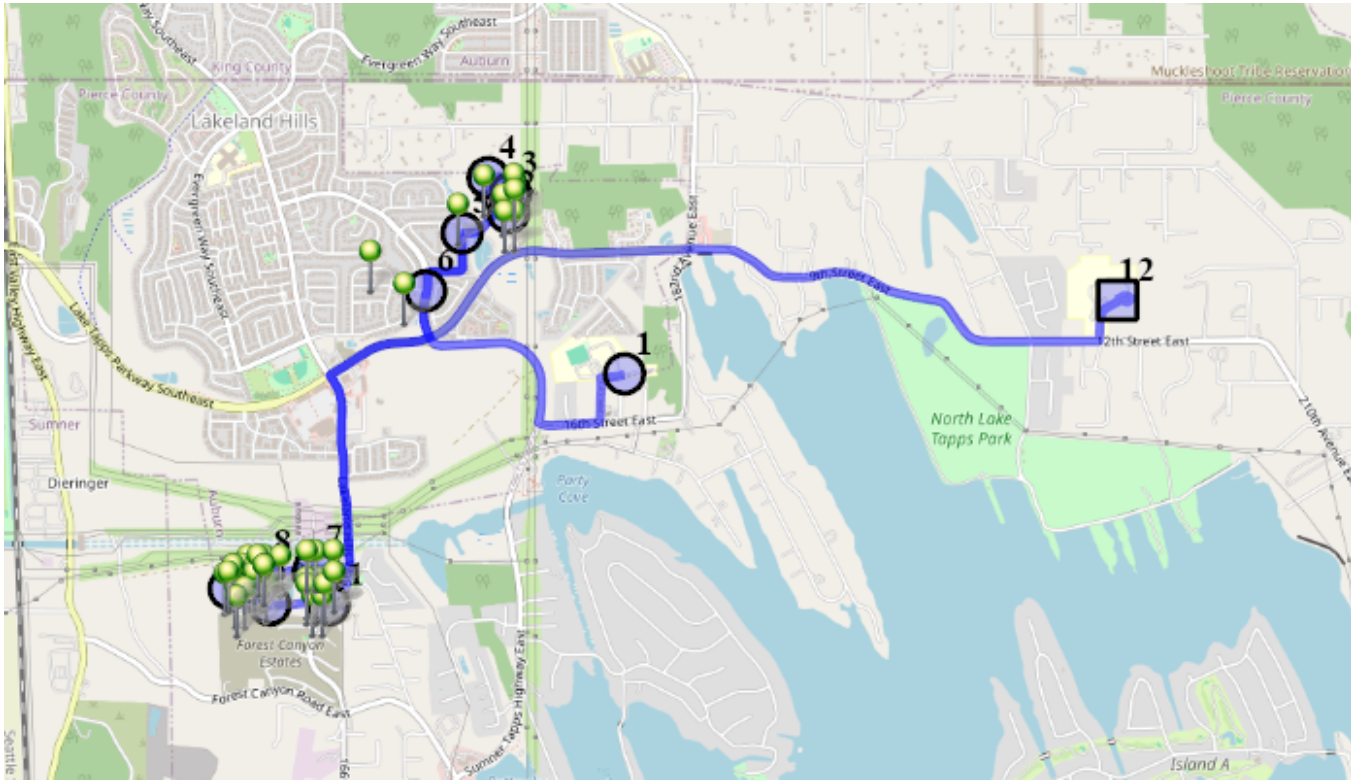 Evergreen Way Southeast
King County
Auburn
Pierce County
Muckleshoot Tribe Reservation
Pierce County
Lakeland Hills
4
3
Evergreen Way Southeast
182nd Avenue East
6
12
9th Street East
Lake Tapps Parkway Southeast
12th Street East
1
16th Street East
North Lake
Tapps Park
210th Avenue E
Sumner
Dieringer
Party
Cove
Auburn
8
7
1
Forest Canyon
Estates
Forest Canyon Road East
Sumner Tapps Highway East
166
Seattle
Island A